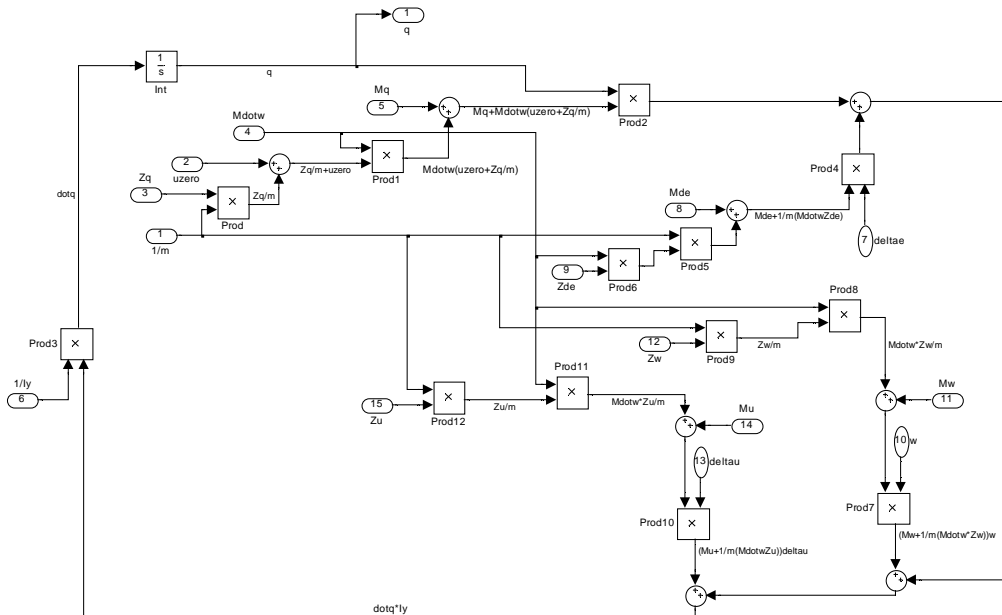 1
q
1
s
Int
q
Mq
5
Mq+Mdotw(uzero+Zq/m)
×
Prod2
Mdotw
4
2
uzero
Zq/m+uzero
×
Prod1
Mdotw(uzero+Zq/m)
×
Prod4
Zq
3
×
Prod
Zq/m
dotq
Mde
8
Mde+1/m(MdotwZde)
7
deltae
1
1/m
×
Prod5
9
Zde
×
Prod6
Prod8
×
12
Zw
×
Prod9
Zw/m
Mdotw*Zw/m
Prod3
×
1/Iy
6
Prod11
×
15
Zu
×
Prod12
Zu/m
Mdotw*Zu/m
Mu
14
Mw
11
10
w
13
deltau
Prod10
×
Prod7
×
(Mu+1/m(MdotwZu))deltau
(Mw+1/m(Mdotw*Zw))w
dotq*Iy